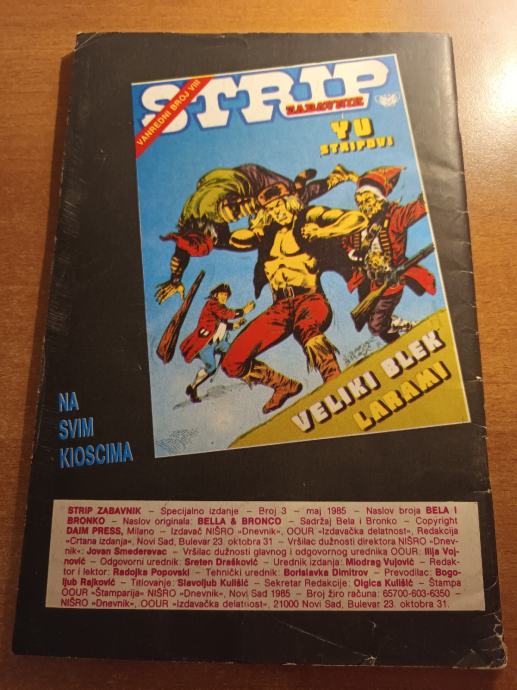 VANREDNI BROJ VIII
STRIP
ZABAVNIK
YU
STRIPOVI
VELIKI BLEK
LARAMI
NA
SVIM
KIOSCIMA
STRIP ZABAVNIK – Specijalno izdanje – Broj 3 – maj 1985 – Naslov broja BELA I
BRONKO – Naslov originala: BELLA & BRONCO – Sadržaj Bela i Bronko – Copyright
DAIM PRESS, Milano – Izdavač NIŠRO »Dnevnik«, OOUR »Izdavačka delatnost«, Redakcija
»Crtana izdanja«, Novi Sad, Bulevar 23. oktobra 31 – Vršilac dužnosti direktora NIŠRO »Dnev-
nik«: Jovan Smederevac – Vršilac dužnosti glavnog i odgovornog urednika OOUR: Ilija Voj-
nović – Odgovorni urednik: Sreten Drašković – Urednik izdanja: Miodrag Vujović – Redak-
tor i lektor: Radojka Popovski – Tehnički urednik: Borislavka Dimitrov – Prevodilac: Bogo-
ljub Rajković – Titlovanje: Slavoljub Kulišić – Sekretar Redakcije: Olgica Kulišić – Štampa
OOUR »Štamparija« NIŠRO »Dnevnik«, Novi Sad 1985 – Broj žiro računa: 65700-603-6350 –
NIŠRO »Dnevnik«, OOUR »Izdavačka delatnost«, 21000 Novi Sad, Bulevar 23. oktobra 31.